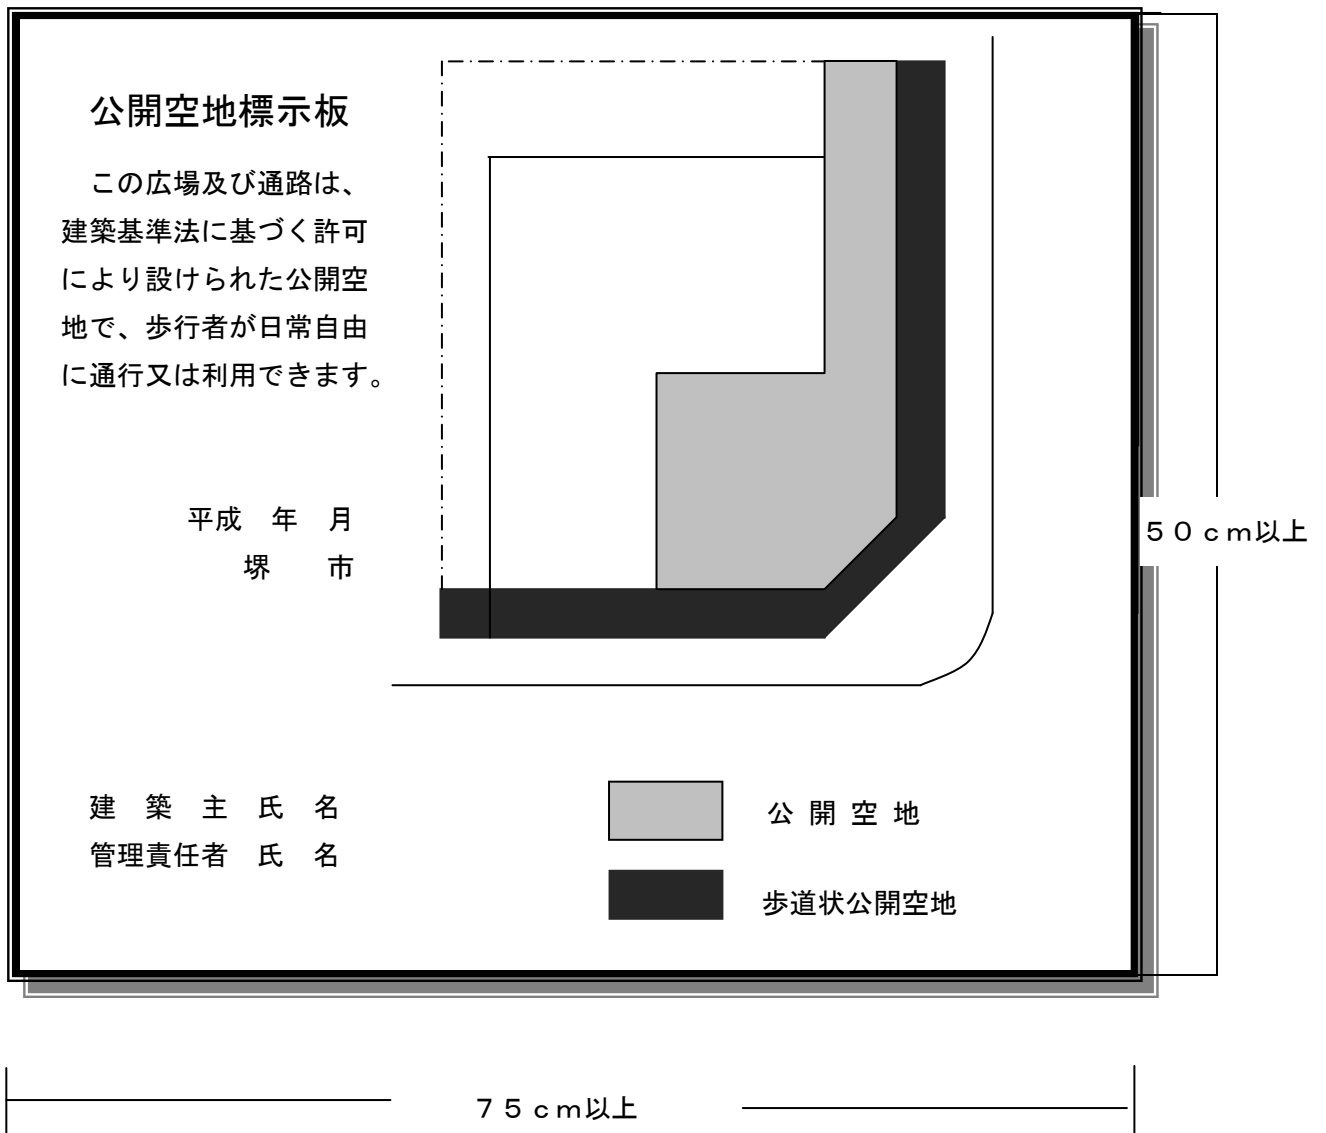 公開空地標示板
この広場及び通路は、
建築基準法に基づく許可
により設けられた公開空
地で、歩行者が日常自由
に通行又は利用できます。
平成　年　月
堺　　市
５０ｃｍ以上
建　築　主　氏　名
管理責任者　氏　名
公 開 空 地
歩道状公開空地
７５ｃｍ以上